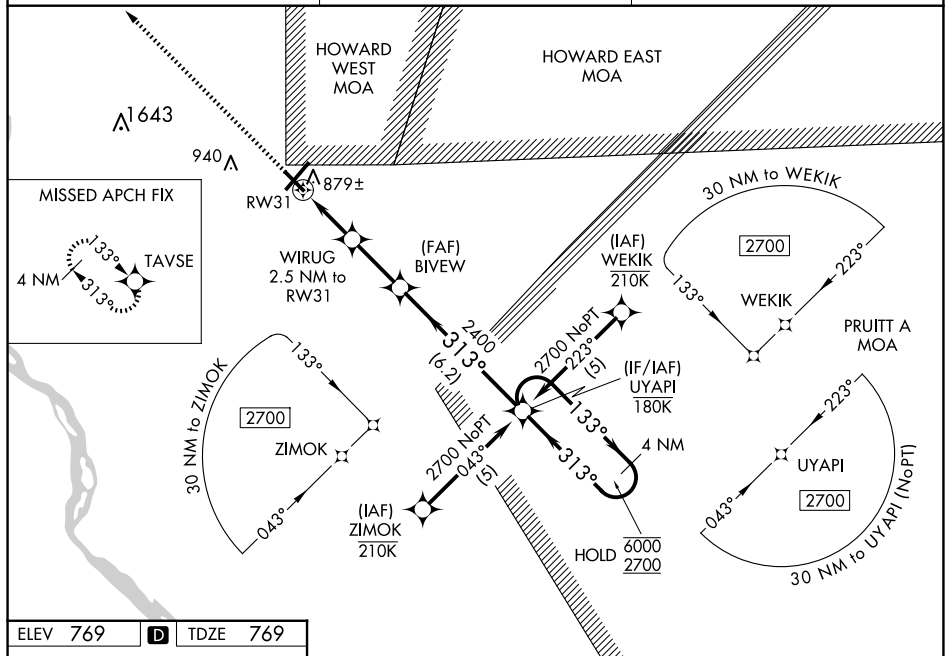 HOWARD
WEST
MOA
HOWARD EAST
MOA
1643
940
879±
RW31
MISSED APCH FIX
133°
TAVSE
4 NM
313°
WIRUG
2.5 NM to
RW31
(FAF)
BIVEW
(IAF)
WEKIK
210K
30 NM to WEKIK
2700
133°
223°
WEKIK
PRUITT A
MOA
2400
313°
(6.2)
2700 NoPT
223°
(5)
(IF/IAF)
UYAPI
180K
133°
4 NM
313°
30 NM to ZIMOK
133°
2700
ZIMOK
043°
2700 NoPT
043°
(5)
(IAF)
ZIMOK
210K
HOLD
6000
2700
223°
UYAPI
2700
043°
30 NM to UYAPI (NoPT)
ELEV 769 D TDZE 769